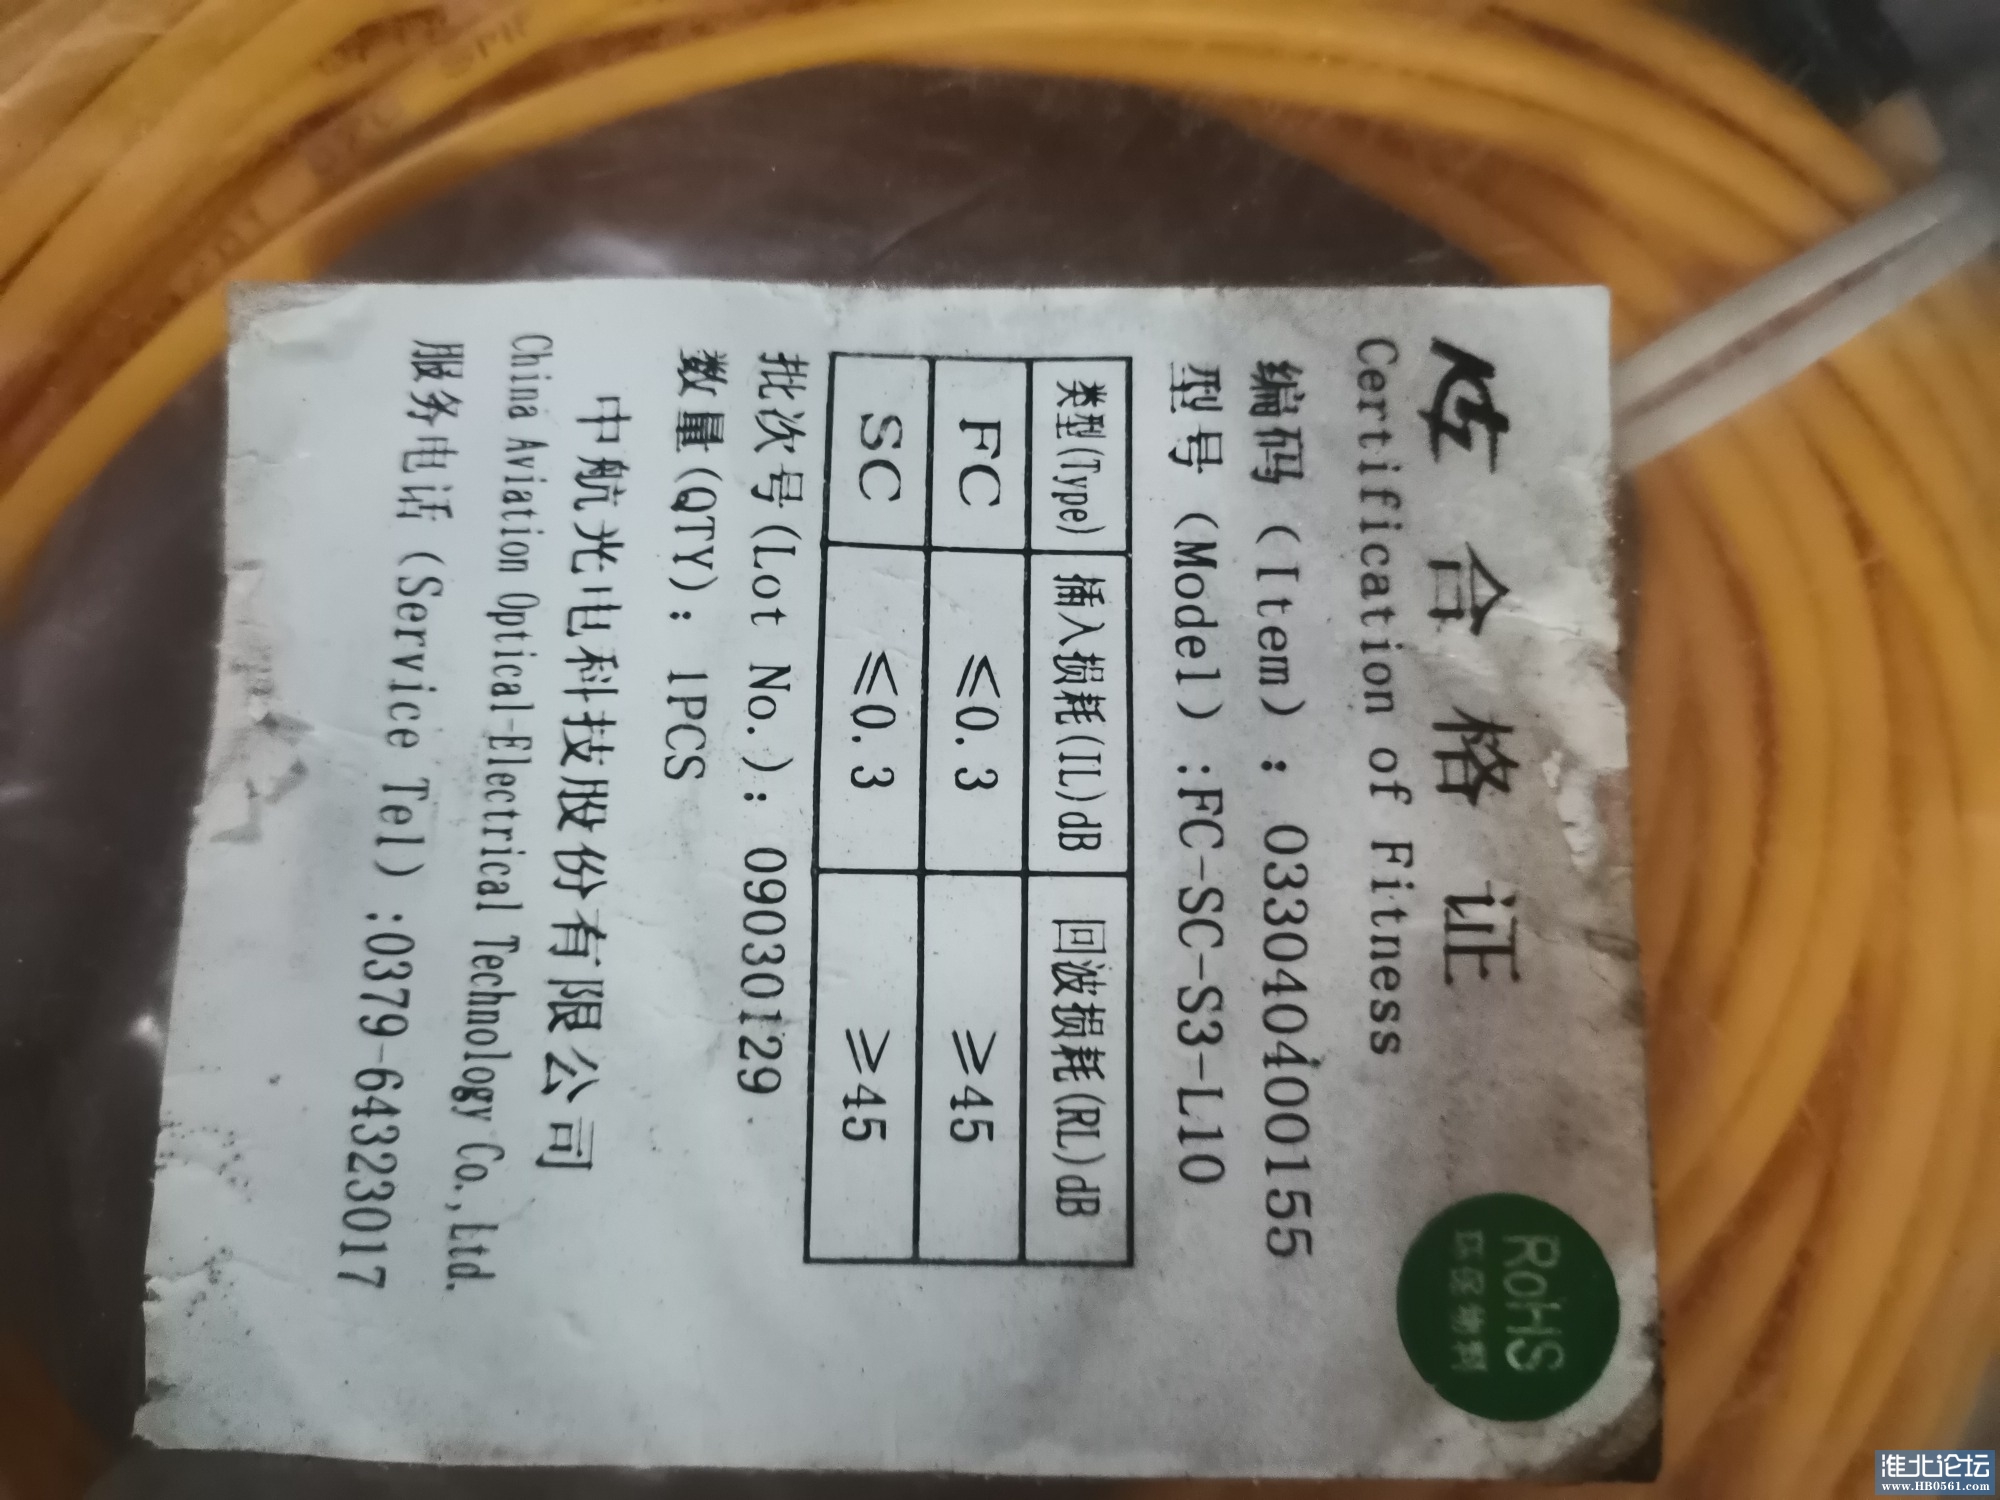 合格证
Certification of Fitness
RoHS
编码(Item): 033040400155
型号(Model):FC-SC-S3-L10
类型(Type) 插入损耗(IL)dB 回波损耗(RL)dB
FC ≤0.3 ≥45
SC ≤0.3 ≥45
批次号(Lot No.): 09030129
数量(QTY): 1PCS
中航光电科技股份有限公司
China Aviation Optical-Electrical Technology Co.,Ltd.
服务电话(Service Tel):0379-64323017
淮北论坛
www.HB0561.com